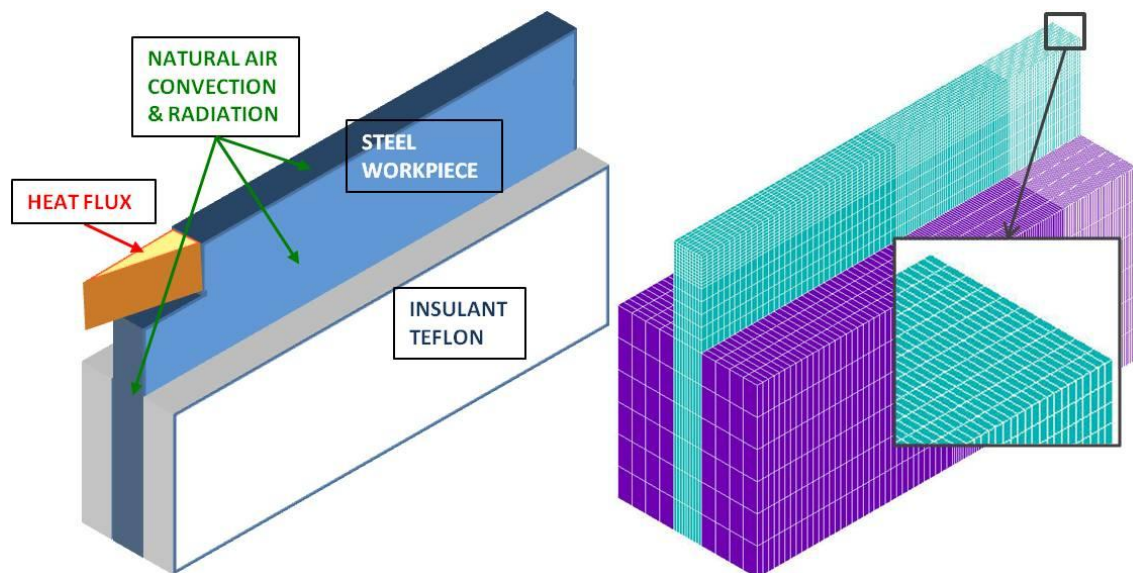 NATURAL AIR
CONVECTION
& RADIATION
STEEL
WORKPIECE
HEAT FLUX
INSULANT
TEFLON